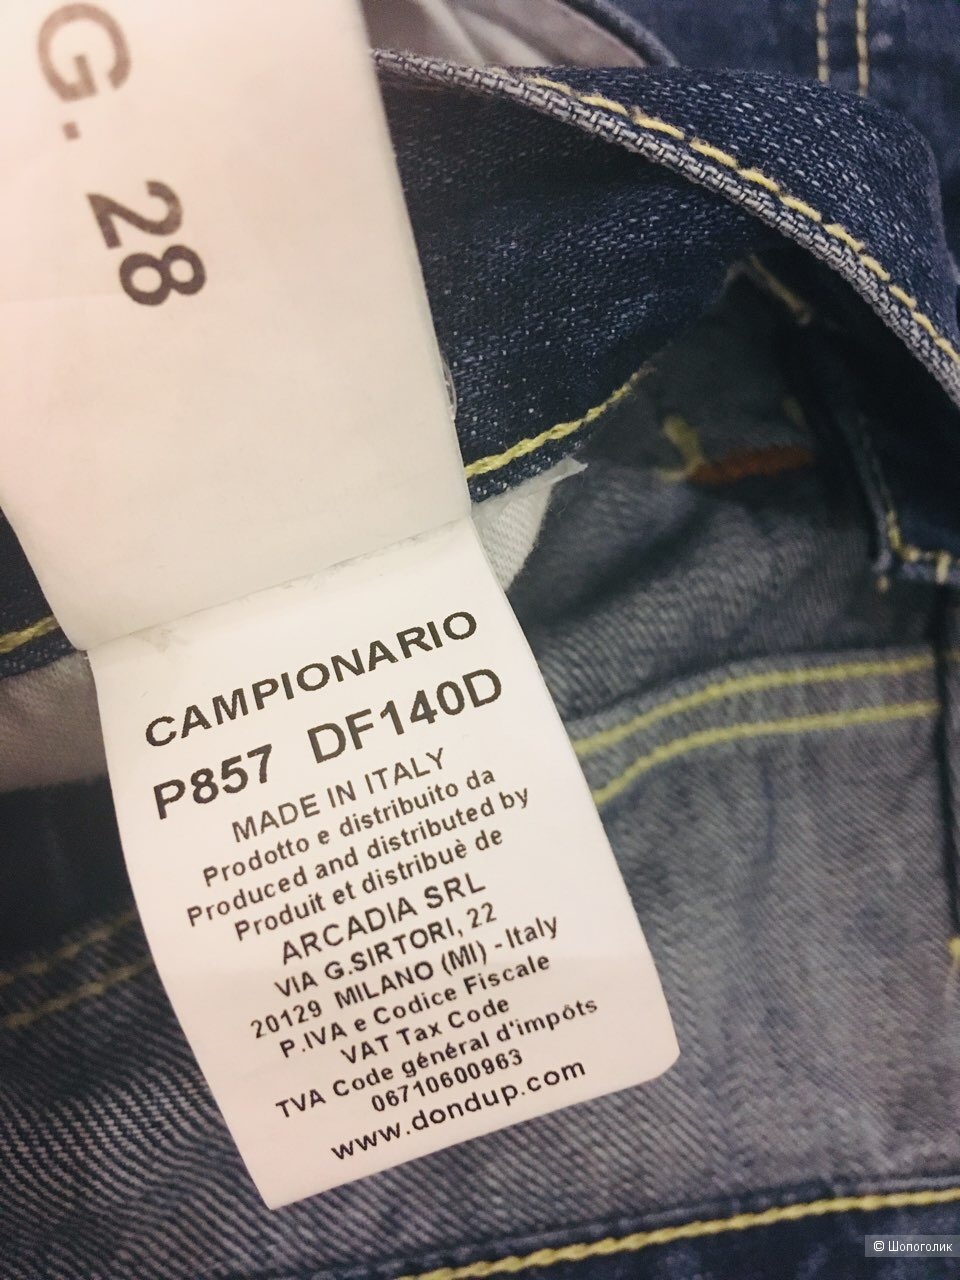 G. 28
CAMPIONARIO
P857 DF140D
MADE IN ITALY
Prodotto e distribuito da
Produced and distributed by
Produit et distribuè de
ARCADIA SRL
VIA G.SIRTORI, 22
20129 MILANO (MI) - Italy
P.IVA e Codice Fiscale
VAT Tax Code
TVA Code général d'impôts
06710600963
www.dondup.com
© Шопоголик